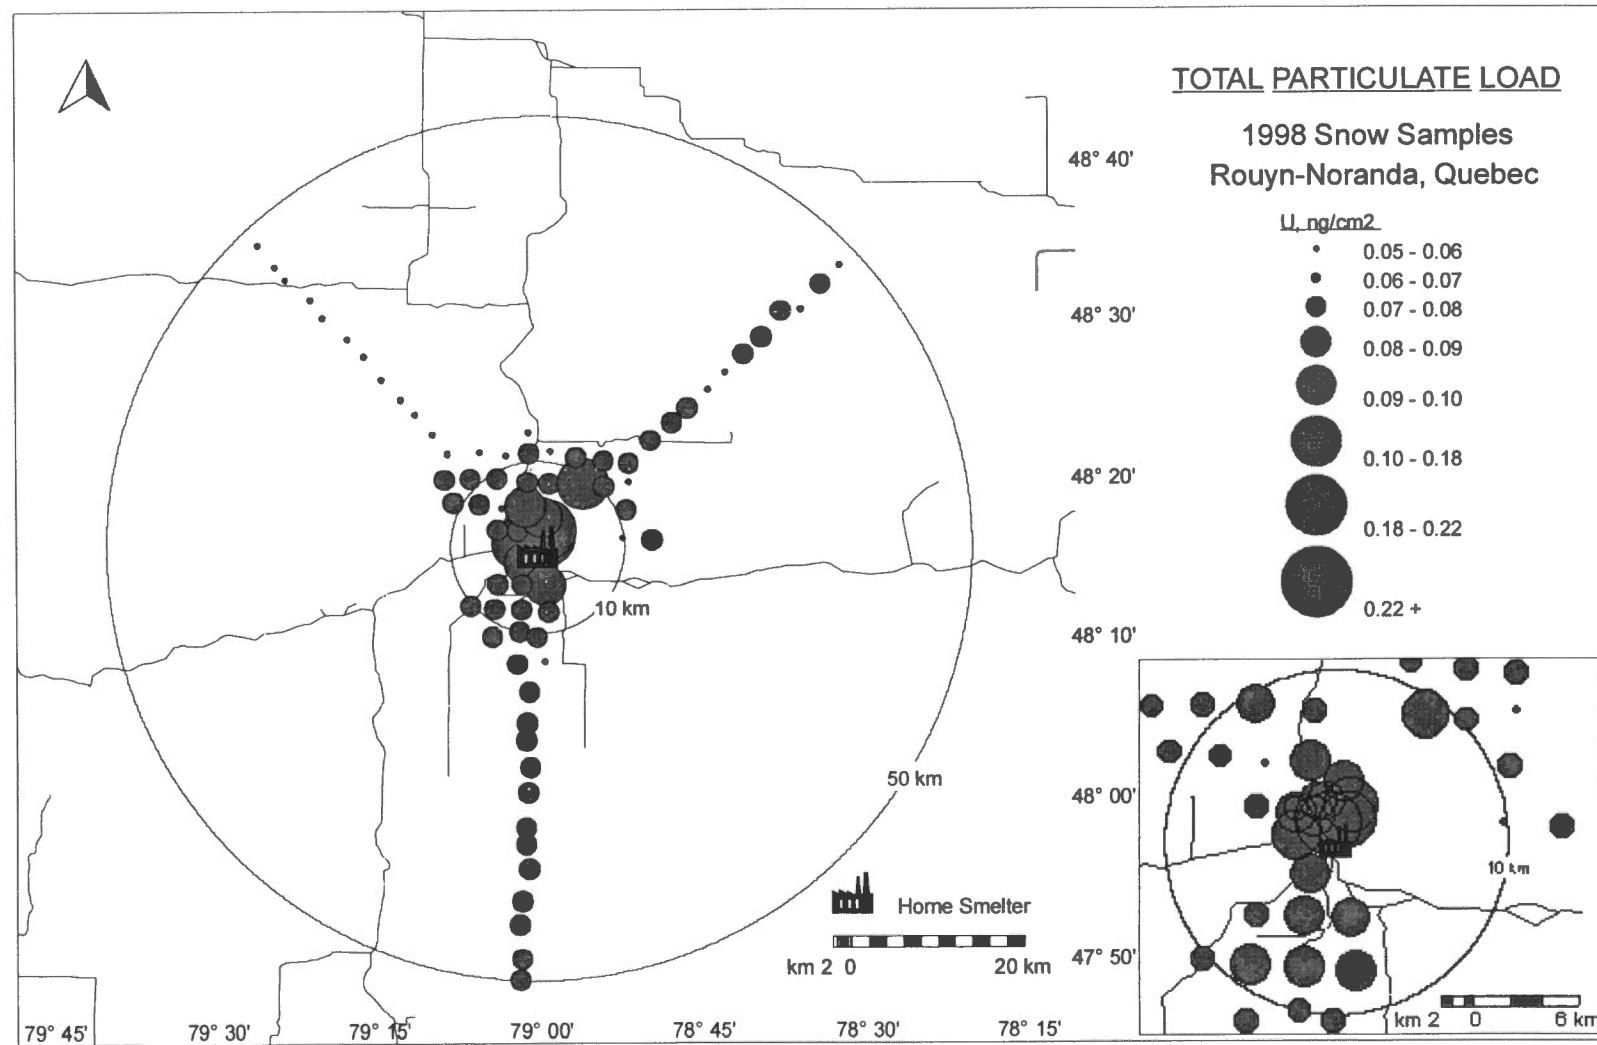 TOTAL PARTICULATE LOAD
1998 Snow Samples
Rouyn-Noranda, Quebec
U, ng/cm2
0.05 - 0.06
0.06 - 0.07
0.07 - 0.08
0.08 - 0.09
0.09 - 0.10
0.10 - 0.18
0.18 - 0.22
0.22 +
48° 40'
48° 30'
48° 20'
48° 10'
48° 00'
47° 50'
10 km
50 km
Home Smelter
km 2 0 20 km
79° 45' 79° 30' 79° 15' 79° 00' 78° 45' 78° 30' 78° 15'
10 km
km 2 0 6 km